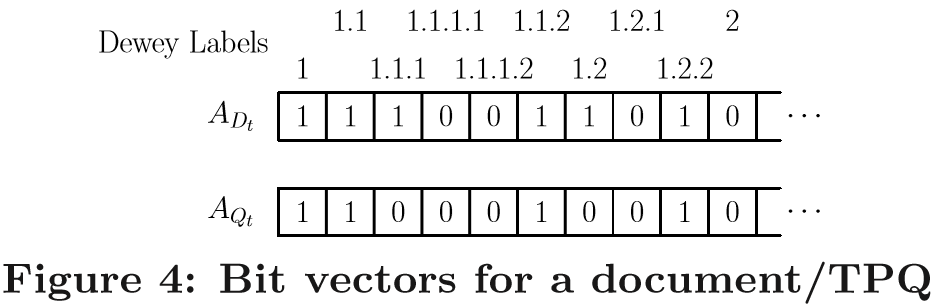 1.1 1.1.1.1 1.1.2 1.2.1 2
Dewey Labels
1 1.1.1 1.1.1.2 1.2 1.2.2
A_{D_t} 1 1 1 0 0 1 1 0 1 0 ···
A_{Q_t} 1 1 0 0 0 1 0 0 1 0 ···
Figure 4: Bit vectors for a document/TPQ